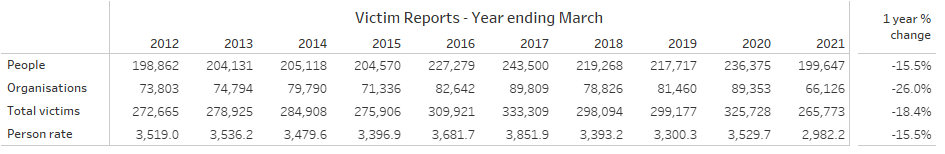 Victim Reports - Year ending March 1 year % change
2012 2013 2014 2015 2016 2017 2018 2019 2020 2021
People 198,862 204,131 205,118 204,570 227,279 243,500 219,268 217,717 236,375 199,647 -15.5%
Organisations 73,803 74,794 79,790 71,336 82,642 89,809 78,826 81,460 89,353 66,126 -26.0%
Total victims 272,665 278,925 284,908 275,906 309,921 333,309 298,094 299,177 325,728 265,773 -18.4%
Person rate 3,519.0 3,536.2 3,479.6 3,396.9 3,681.7 3,851.9 3,393.2 3,300.3 3,529.7 2,982.2 -15.5%